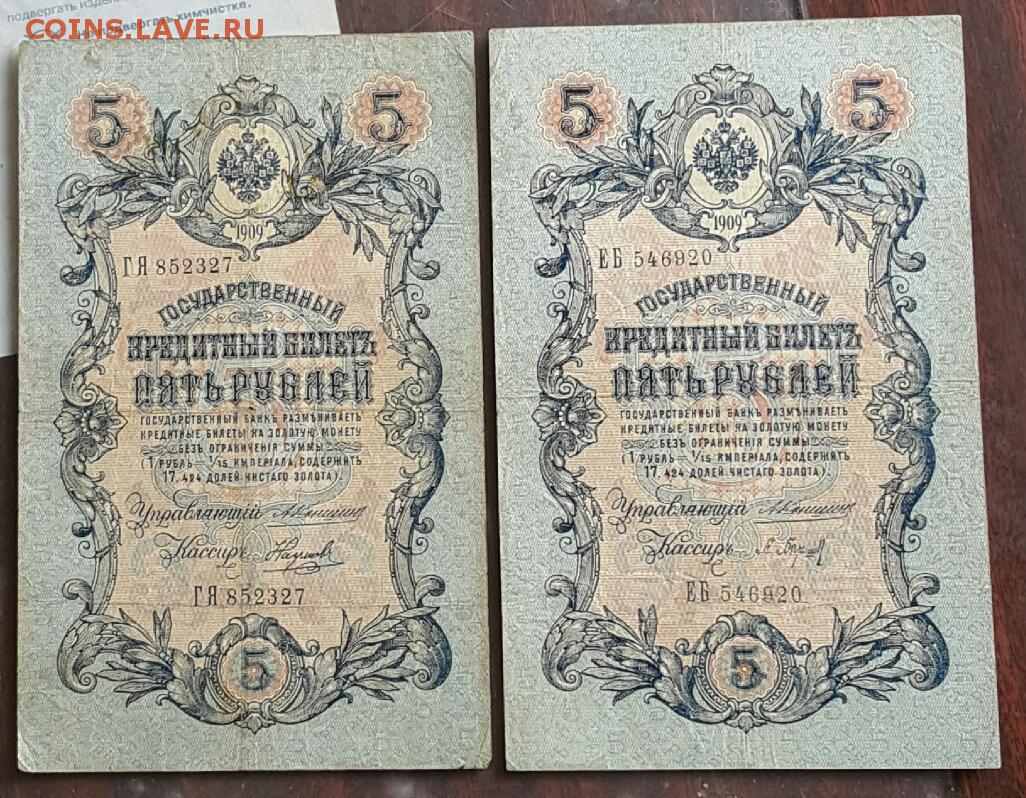 подвергать издели
подвергать химчистке.
COINS.LAVE.RU
5
5
1909
ГЯ 852327
ГОСУДАРСТВЕННЫЙ
КРЕДИТНЫЙ БИЛЕТЪ
ПЯТЬ РУБЛЕЙ
ГОСУДАРСТВЕННЫЙ БАНКЪ РАЗМѢНИВАЕТЪ
КРЕДИТНЫЕ БИЛЕТЫ НА ЗОЛОТУЮ МОНЕТУ
БЕЗЪ ОГРАНИЧЕНІЯ СУММЫ
(1 РУБЛЬ = 1/15 ИМПЕРІАЛА, СОДЕРЖИТЪ
17,424 ДОЛЕЙ ЧИСТАГО ЗОЛОТА).
Управляющій
Кассиръ
ГЯ 852327
5
5
5
1909
ЕБ 546920
ГОСУДАРСТВЕННЫЙ
КРЕДИТНЫЙ БИЛЕТЪ
ПЯТЬ РУБЛЕЙ
ГОСУДАРСТВЕННЫЙ БАНКЪ РАЗМѢНИВАЕТЪ
КРЕДИТНЫЕ БИЛЕТЫ НА ЗОЛОТУЮ МОНЕТУ
БЕЗЪ ОГРАНИЧЕНІЯ СУММЫ
(1 РУБЛЬ = 1/15 ИМПЕРІАЛА, СОДЕРЖИТЪ
17,424 ДОЛЕЙ ЧИСТАГО ЗОЛОТА).
Управляющій
Кассиръ
ЕБ 546920
5